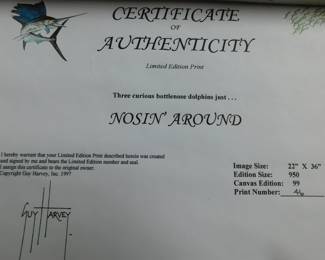 CERTIFICATE
OF
AUTHENTICITY
Limited Edition Print
Three curious bottlenose dolphins just . . .
NOSIN' AROUND
I hereby warrant that your Limited Edition Print described herein was created
and signed by me and bears the Limited Edition number and seal.
I assign this certificate to the original owner.
Copyright Guy Harvey, Inc. 1997
Image Size: 22" X 36"
Edition Size: 950
Canvas Edition: 99
Print Number: 46
GUY HARVEY